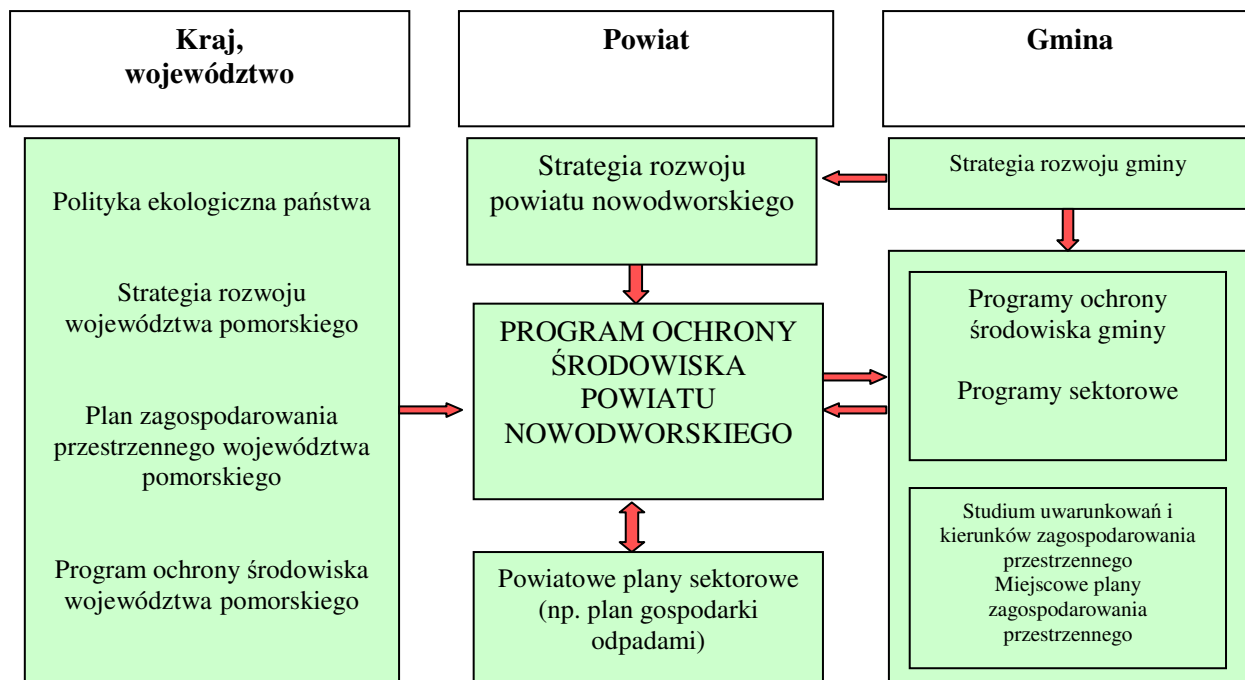 Kraj,
województwo
Polityka ekologiczna państwa
Strategia rozwoju
województwa pomorskiego
Plan zagospodarowania
przestrzennego województwa
pomorskiego
Program ochrony środowiska
województwa pomorskiego
Powiat
Strategia rozwoju
powiatu nowodworskiego
PROGRAM OCHRONY
ŚRODOWISKA
POWIATU
NOWODWORSKIEGO
Powiatowe plany sektorowe
(np. plan gospodarki
odpadami)
Gmina
Strategia rozwoju gminy
Programy ochrony
środowiska gminy
Programy sektorowe
Studium uwarunkowań i
kierunków zagospodarowania
przestrzennego
Miejscowe plany
zagospodarowania
przestrzennego